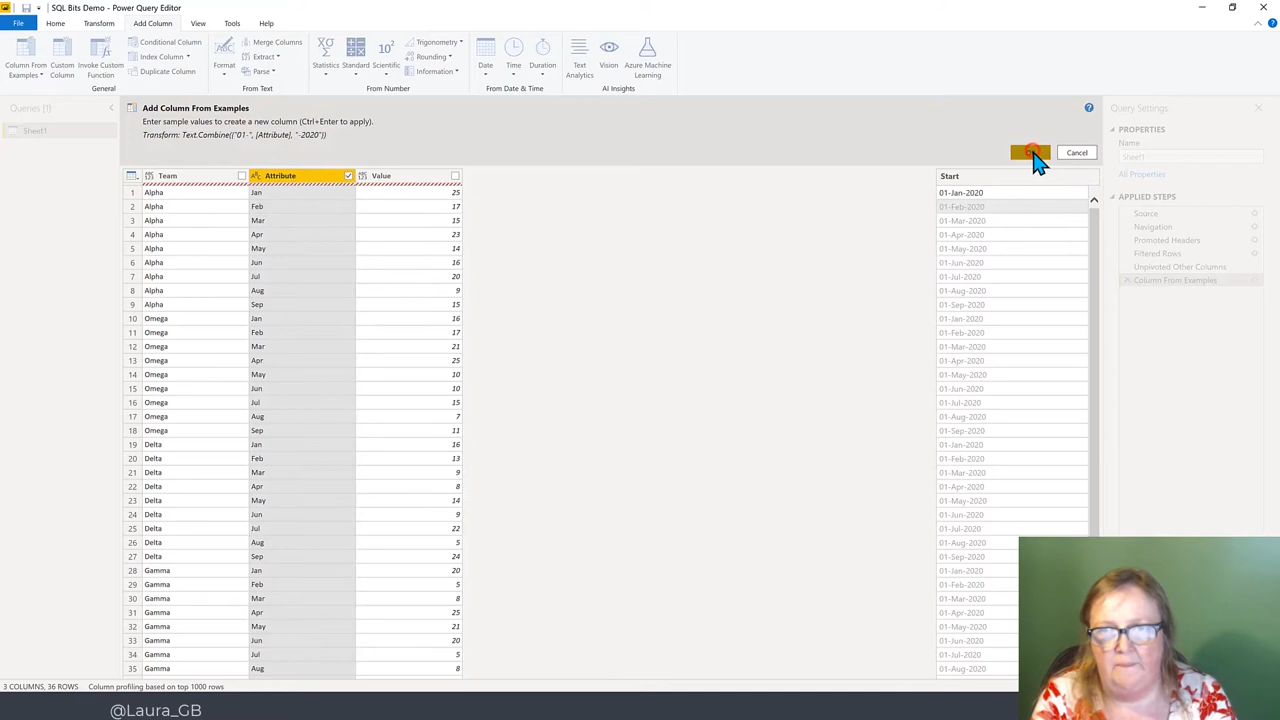 SQL Bits Demo - Power Query Editor
File Home Transform Add Column View Tools Help
Column From Examples
Custom Column
Invoke Custom Function
Conditional Column
Index Column
Duplicate Column
General
Format
Merge Columns
Extract
Parse
From Text
Statistics
Standard
Scientific
Trigonometry
Rounding
Information
From Number
Date
Time
Duration
From Date & Time
Text Analytics
Vision
Azure Machine Learning
AI Insights
Queries [1]
Sheet1
Add Column From Examples
Enter sample values to create a new column (Ctrl+Enter to apply).
Transform: Text.Combine({"01-", [Attribute], "-2020"})
Cancel
Team Attribute Value Start
1 Alpha Jan 25 01-Jan-2020
2 Alpha Feb 17 01-Feb-2020
3 Alpha Mar 15 01-Mar-2020
4 Alpha Apr 23 01-Apr-2020
5 Alpha May 14 01-May-2020
6 Alpha Jun 16 01-Jun-2020
7 Alpha Jul 20 01-Jul-2020
8 Alpha Aug 9 01-Aug-2020
9 Alpha Sep 15 01-Sep-2020
10 Omega Jan 16 01-Jan-2020
11 Omega Feb 17 01-Feb-2020
12 Omega Mar 21 01-Mar-2020
13 Omega Apr 25 01-Apr-2020
14 Omega May 10 01-May-2020
15 Omega Jun 10 01-Jun-2020
16 Omega Jul 15 01-Jul-2020
17 Omega Aug 7 01-Aug-2020
18 Omega Sep 11 01-Sep-2020
19 Delta Jan 16 01-Jan-2020
20 Delta Feb 13 01-Feb-2020
21 Delta Mar 9 01-Mar-2020
22 Delta Apr 8 01-Apr-2020
23 Delta May 14 01-May-2020
24 Delta Jun 9 01-Jun-2020
25 Delta Jul 22 01-Jul-2020
26 Delta Aug 5 01-Aug-2020
27 Delta Sep 24 01-Sep-2020
28 Gamma Jan 20 01-Jan-2020
29 Gamma Feb 5 01-Feb-2020
30 Gamma Mar 8 01-Mar-2020
31 Gamma Apr 25 01-Apr-2020
32 Gamma May 21 01-May-2020
33 Gamma Jun 20 01-Jun-2020
34 Gamma Jul 5 01-Jul-2020
35 Gamma Aug 8 01-Aug-2020
Query Settings
PROPERTIES
Name
Sheet1
All Properties
APPLIED STEPS
Source
Navigation
Promoted Headers
Filtered Rows
Unpivoted Other Columns
Column From Examples
3 COLUMNS, 36 ROWS Column profiling based on top 1000 rows
@Laura_GB